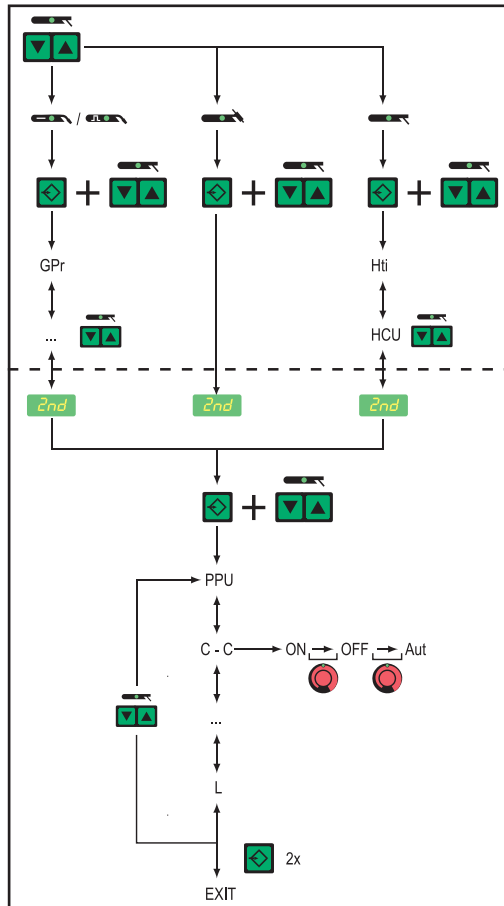 /
+ + +
GPr Hti
... HCU
2nd 2nd 2nd
+
PPU
C - C ON OFF Aut
...
L
2x
EXIT